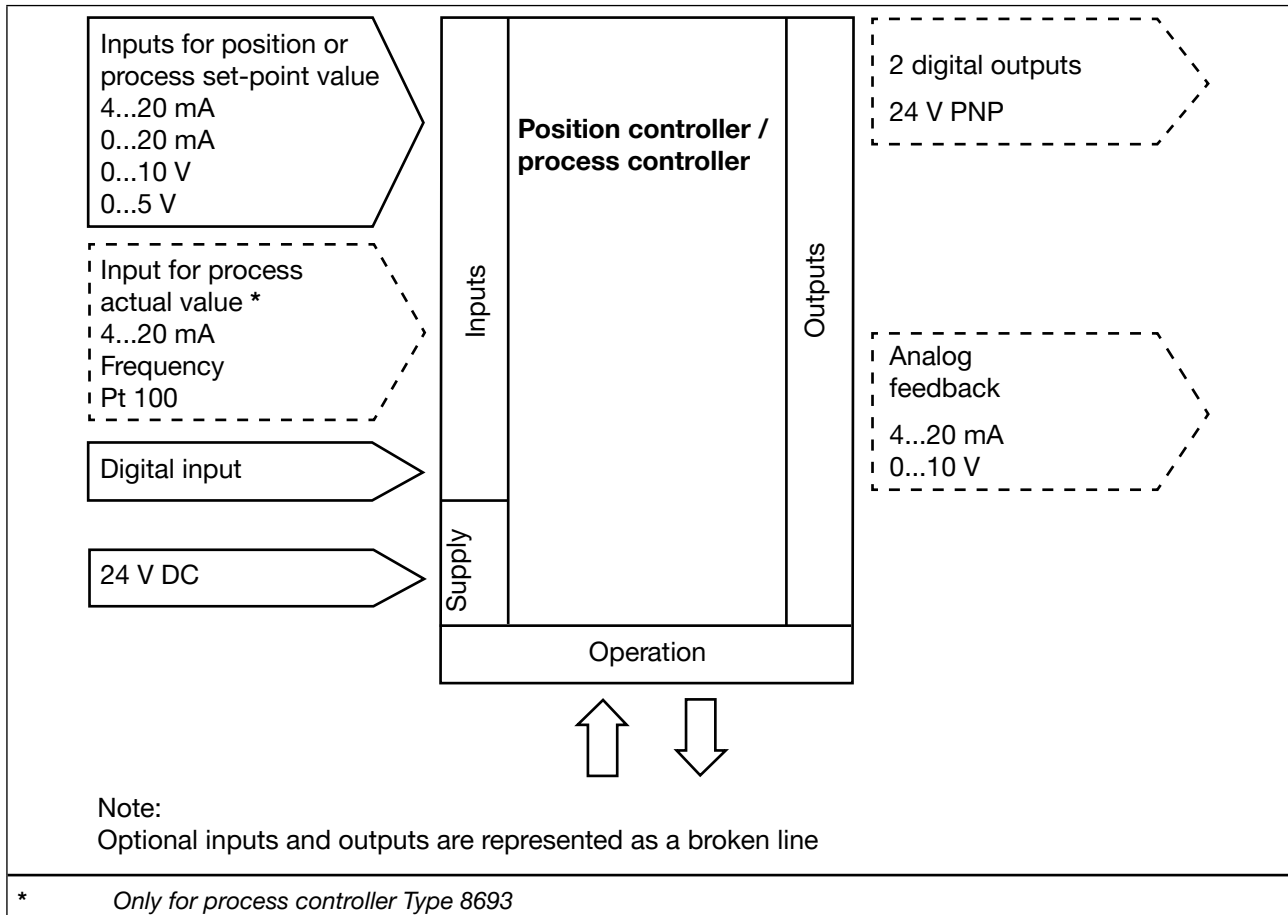 Inputs for position or
process set-point value
4...20 mA
0...20 mA
0...10 V
0...5 V
Input for process
actual value *
4...20 mA
Frequency
Pt 100
Digital input
24 V DC
Inputs
Supply
Position controller /
process controller
Outputs
Operation
2 digital outputs
24 V PNP
Analog
feedback
4...20 mA
0...10 V
Note:
Optional inputs and outputs are represented as a broken line
* Only for process controller Type 8693